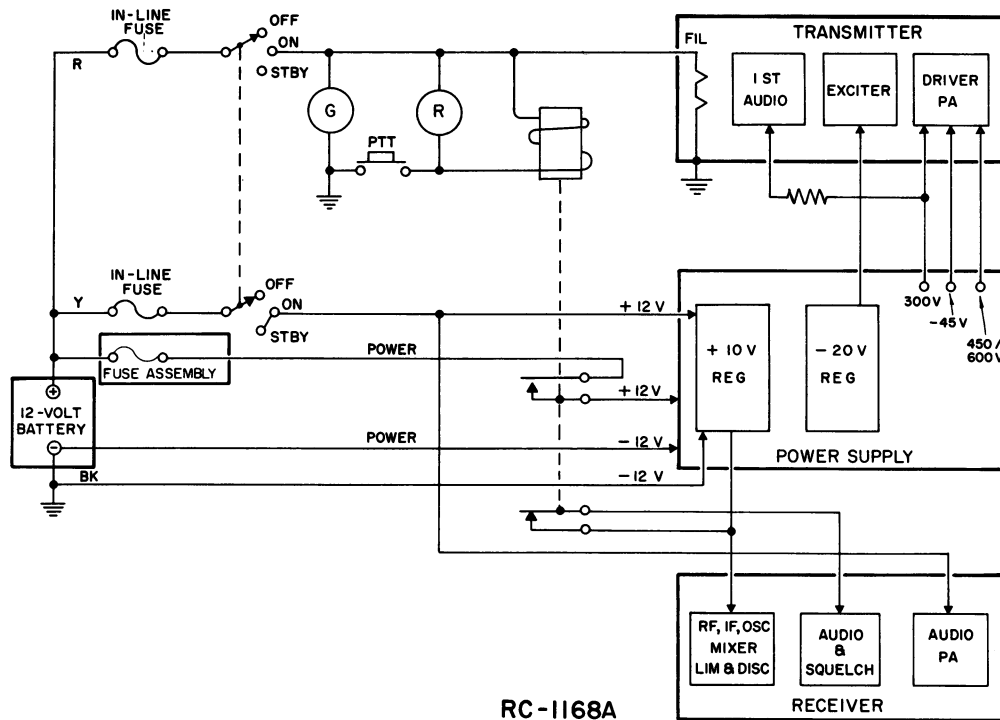 IN-LINE
FUSE
OFF
ON
STBY
R
G
R
PTT
FIL
TRANSMITTER
1 ST
AUDIO
EXCITER
DRIVER
PA
IN-LINE
FUSE
Y
OFF
ON
STBY
+12 V
300V
-45 V
450/
600V
FUSE ASSEMBLY
POWER
+ 10 V
REG
- 20 V
REG
12-VOLT
BATTERY
+
-
+12 V
POWER
-12 V
BK
-12 V
POWER SUPPLY
RF, IF, OSC
MIXER
LIM & DISC
AUDIO
&
SQUELCH
AUDIO
PA
RECEIVER
RC-1168A